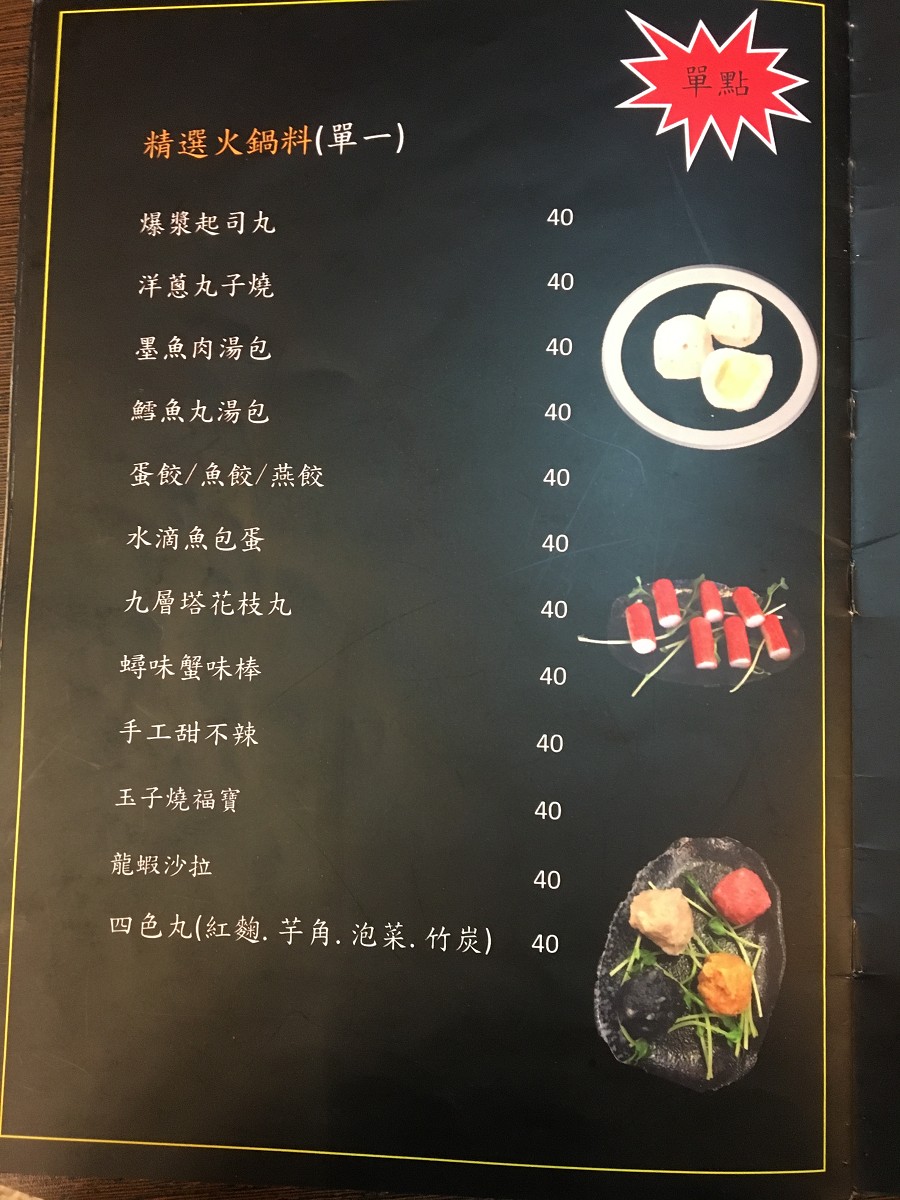 單點
精選火鍋料(單一)
爆漿起司丸 40
洋蔥丸子燒 40
墨魚肉湯包 40
鱈魚丸湯包 40
蛋餃/魚餃/燕餃 40
水滴魚包蛋 40
九層塔花枝丸 40
蟳味蟹味棒 40
手工甜不辣 40
玉子燒福寶 40
龍蝦沙拉 40
四色丸(紅麴.芋角.泡菜.竹炭) 40